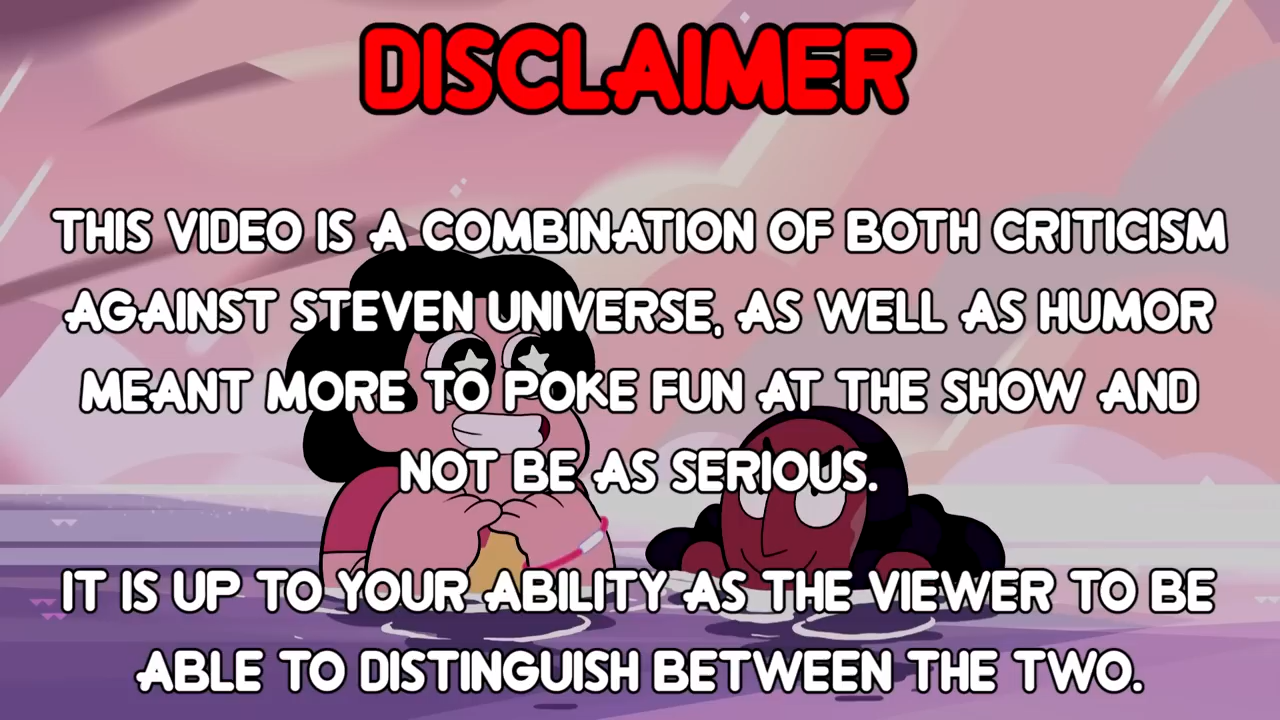 DISCLAIMER
THIS VIDEO IS A COMBINATION OF BOTH CRITICISM
AGAINST STEVEN UNIVERSE, AS WELL AS HUMOR
MEANT MORE TO POKE FUN AT THE SHOW AND
NOT BE AS SERIOUS.
IT IS UP TO YOUR ABILITY AS THE VIEWER TO BE
ABLE TO DISTINGUISH BETWEEN THE TWO.